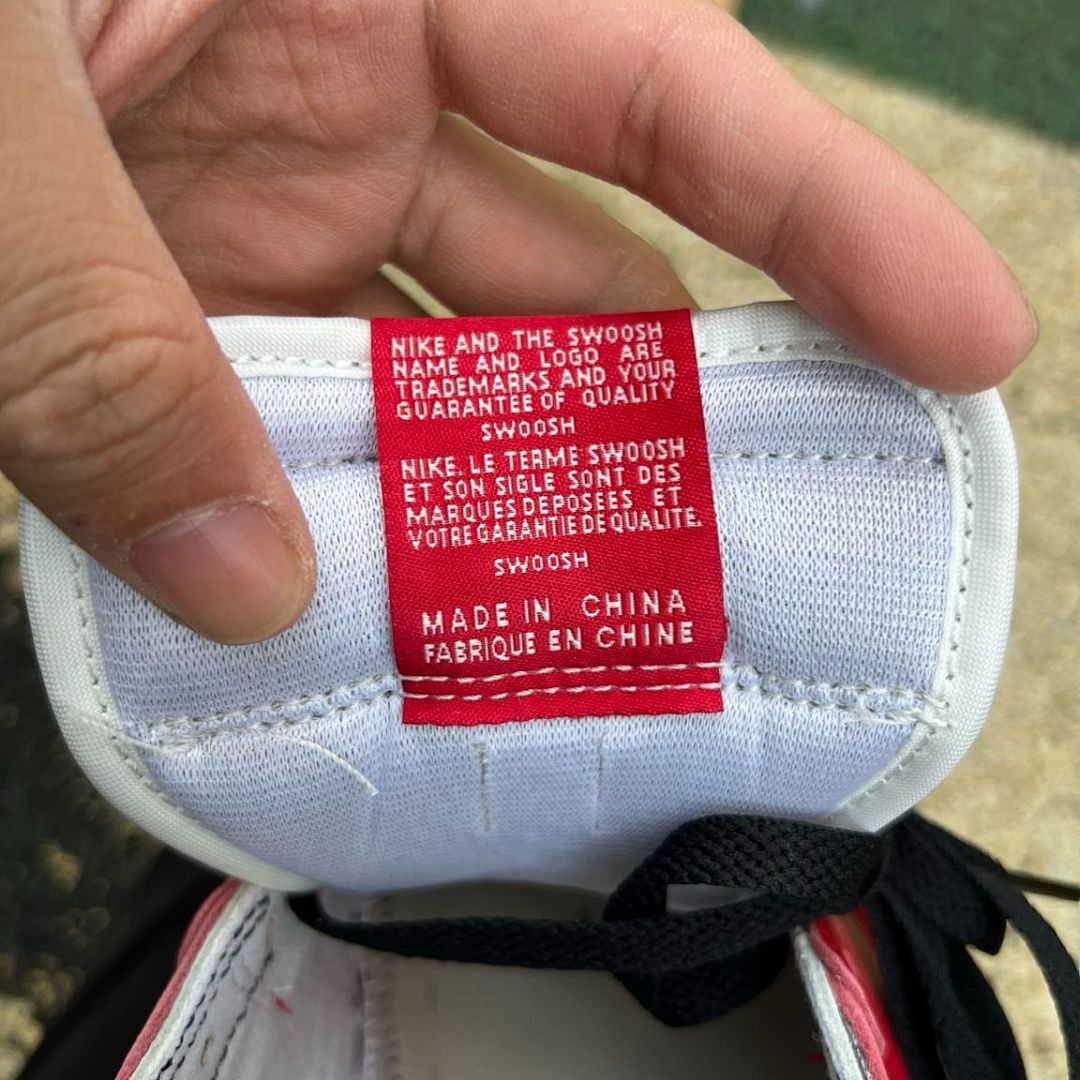 NIKE AND THE SWOOSH
NAME AND LOGO ARE
TRADEMARKS AND YOUR
GUARANTEE OF QUALITY
SWOOSH
NIKE, LE TERME SWOOSH
ET SON SIGLE SONT DES
MARQUES DEPOSEES ET
VOTRE GARANTIE DE QUALITE.
SWOOSH
MADE IN CHINA
FABRIQUE EN CHINE